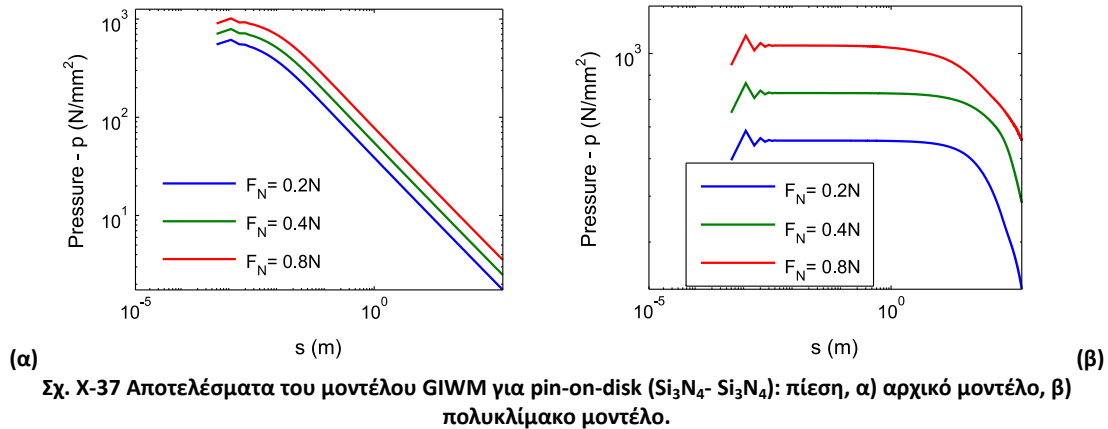 10^3
10^2
10^1
Pressure - p (N/mm^2)
F_N= 0.2N
F_N= 0.4N
F_N= 0.8N
10^-5
10^0
s (m)
(α)
10^3
Pressure - p (N/mm^2)
F_N= 0.2N
F_N= 0.4N
F_N= 0.8N
10^-5
10^0
s (m)
(β)
Σχ. X-37 Αποτελέσματα του μοντέλου GIWM για pin-on-disk (Si₃N₄- Si₃N₄): πίεση, α) αρχικό μοντέλο, β)
πολυκλίμακο μοντέλο.